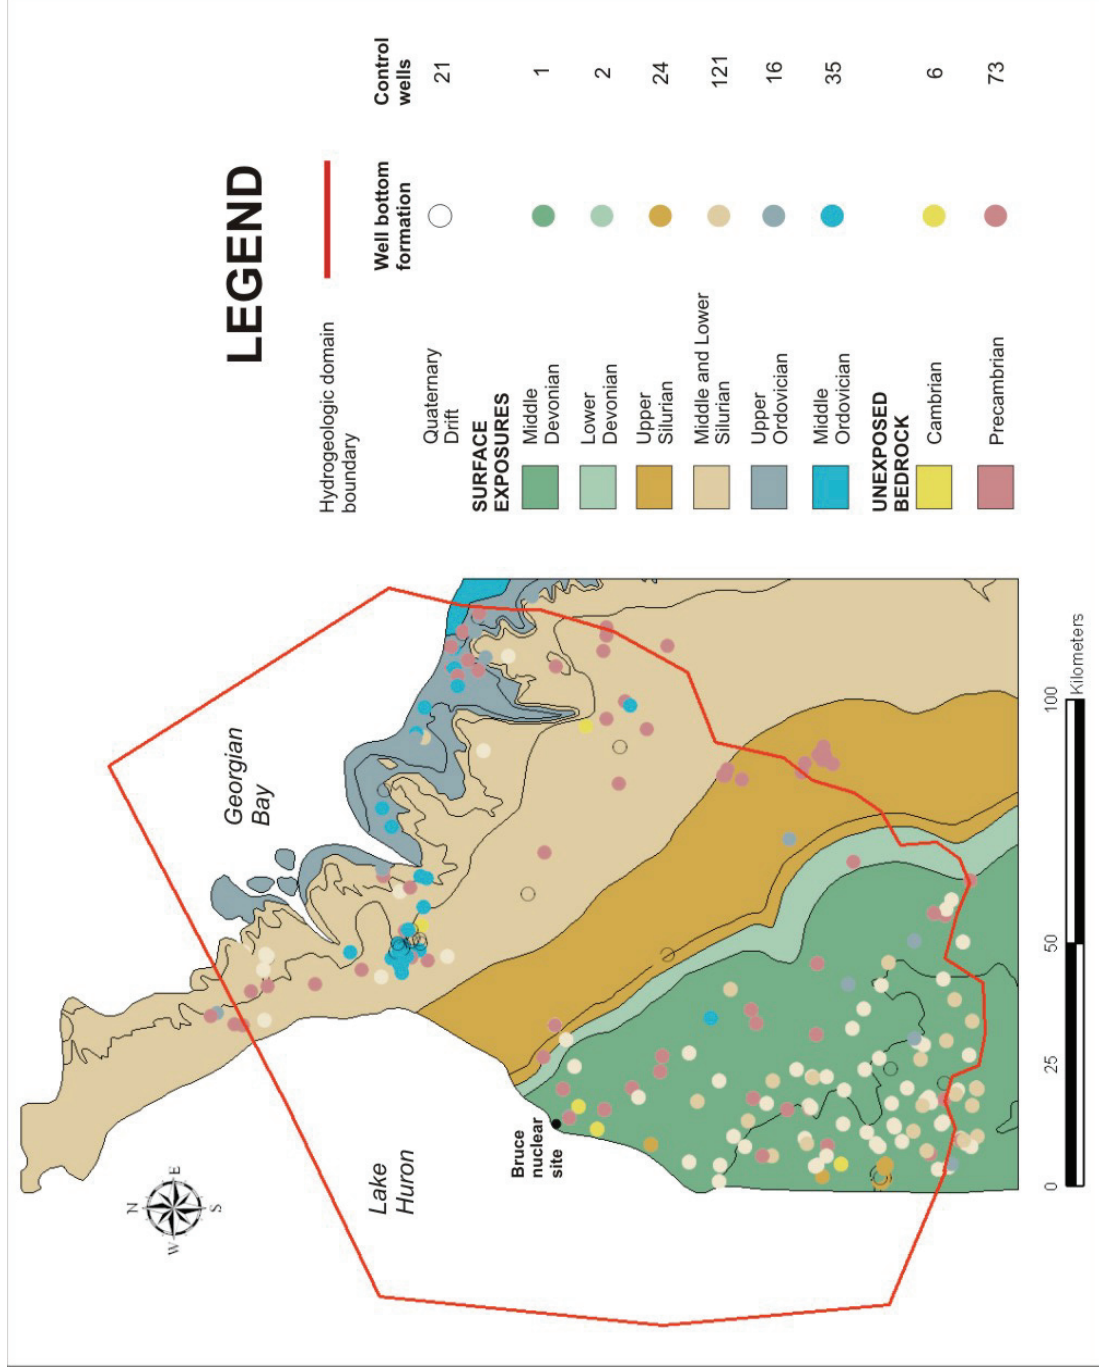 LEGEND
Hydrogeologic domain
boundary
Well bottom
formation
Control
wells
Quaternary
Drift
21
SURFACE
EXPOSURES
Middle
Devonian
1
Lower
Devonian
2
Upper
Silurian
24
Middle and Lower
Silurian
121
Upper
Ordovician
16
Middle
Ordovician
35
UNEXPOSED
BEDROCK
Cambrian
6
Precambrian
73
N
E
S
W
Georgian
Bay
Lake
Huron
Bruce
nuclear
site
0
25
50
100
Kilometers